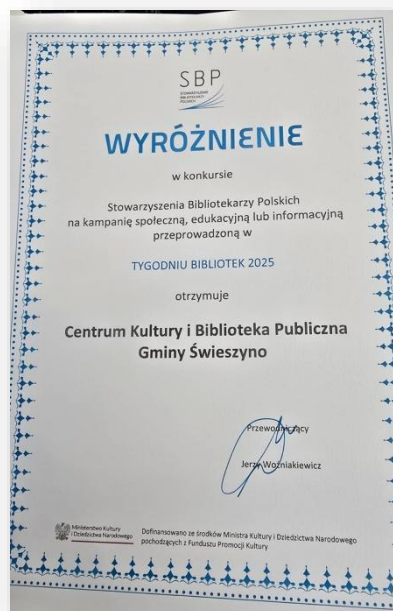 SBP
STOWARZYSZENIE
BIBLIOTEKARZY
POLSKICH
WYRÓŻNIENIE
w konkursie
Stowarzyszenia Bibliotekarzy Polskich
na kampanię społeczną, edukacyjną lub informacyjną
przeprowadzoną w
TYGODNIU BIBLIOTEK 2025
otrzymuje
Centrum Kultury i Biblioteka Publiczna
Gminy Świeszyno
Przewodniczący
Jerzy Woźniakiewicz
Ministerstwo Kultury
i Dziedzictwa Narodowego
Dofinansowano ze środków Ministra Kultury i Dziedzictwa Narodowego
pochodzących z Funduszu Promocji Kultury.